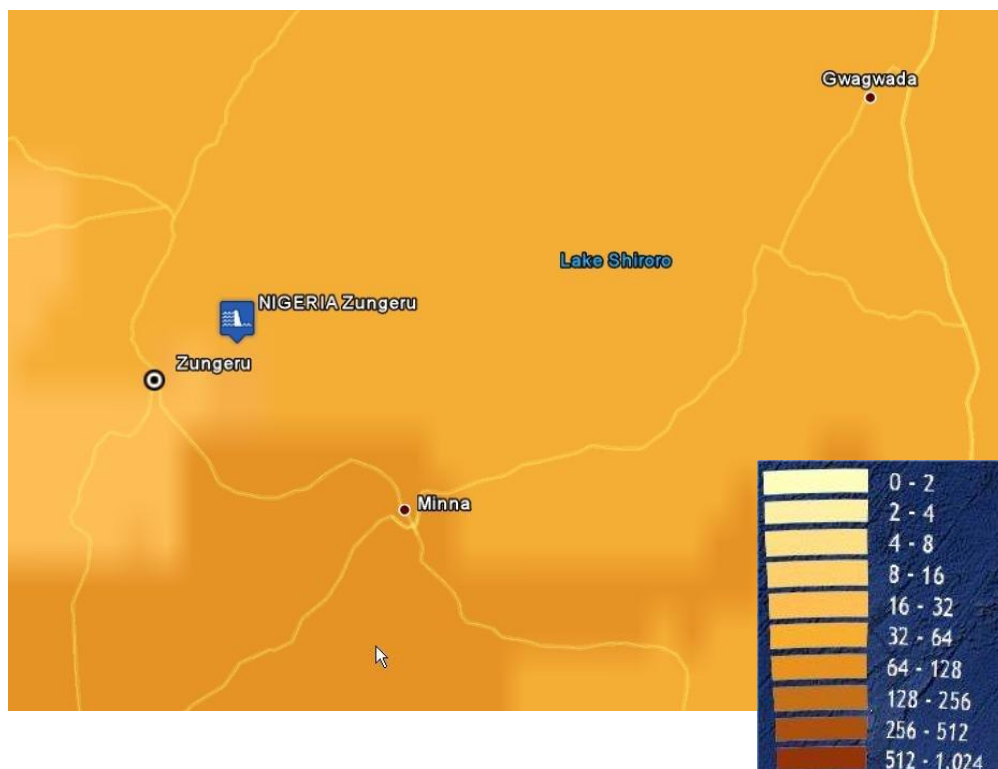 Gwagwada
Lake Shiroro
NIGERIA Zungeru
Zungeru
Minna
0 - 2
2 - 4
4 - 8
8 - 16
16 - 32
32 - 64
64 - 128
128 - 256
256 - 512
512 - 1,024